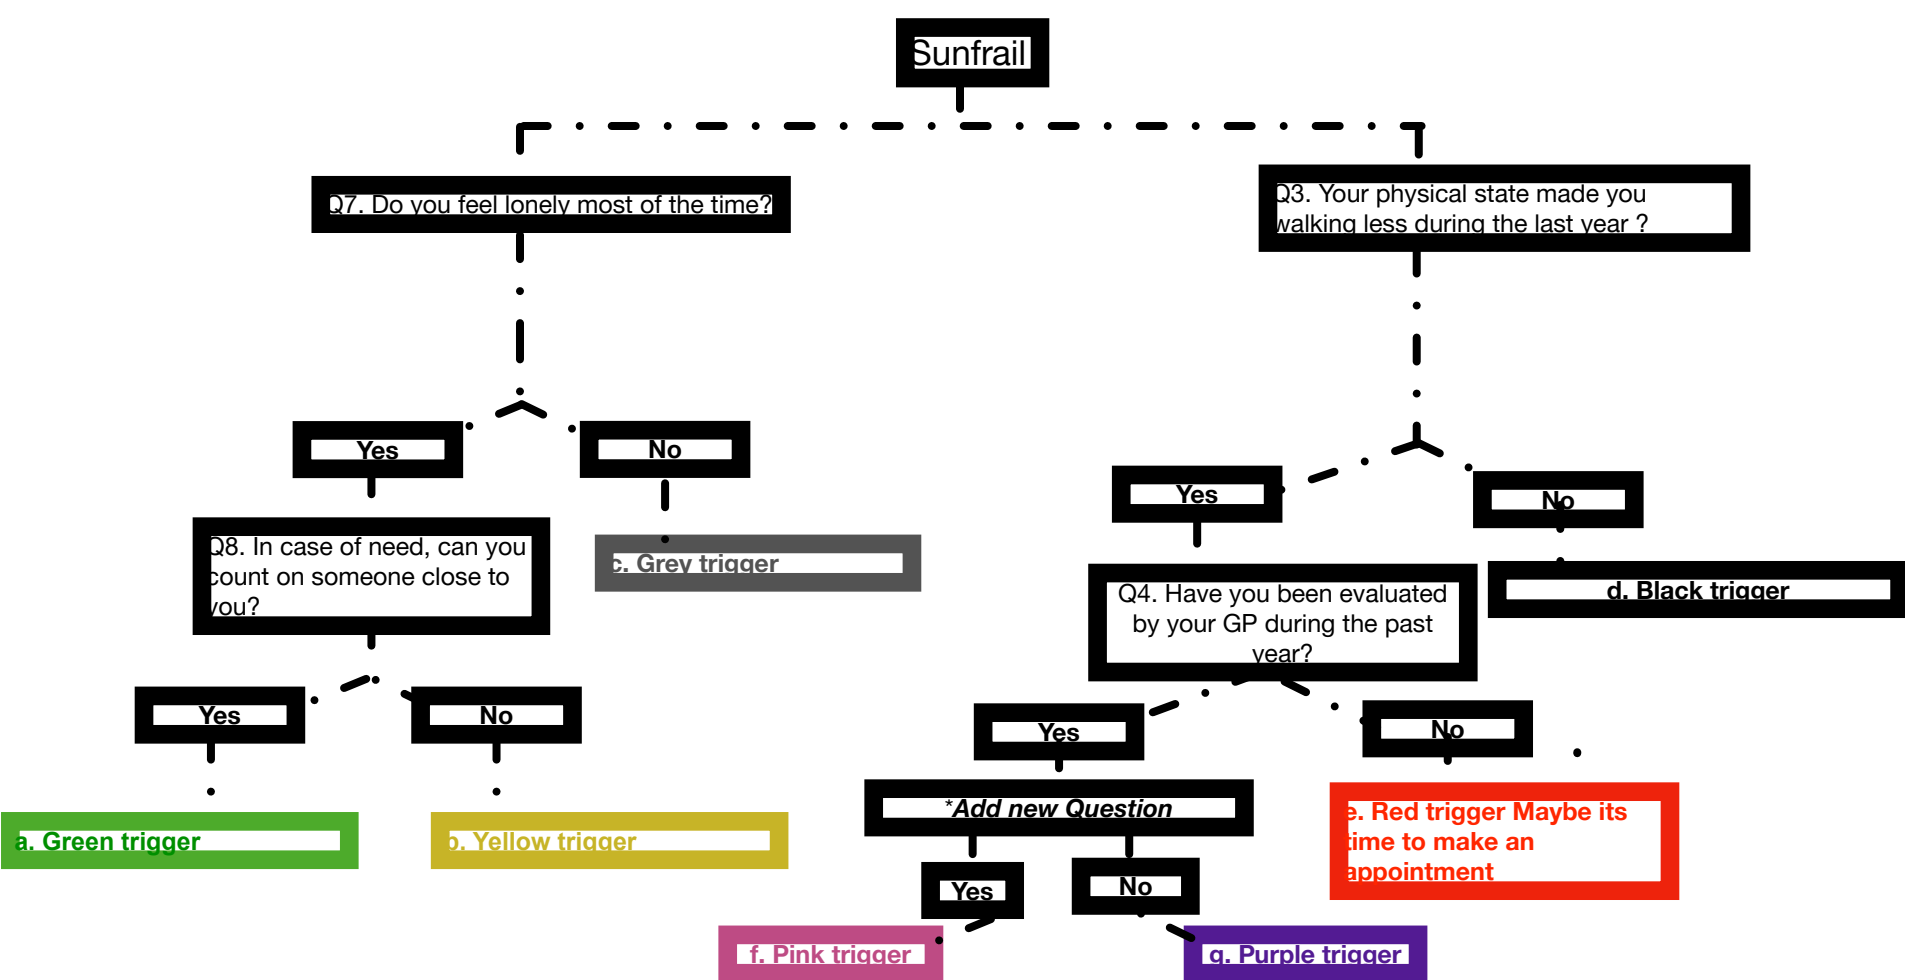 Sunfrail
Q7. Do you feel lonely most of the time?
Q3. Your physical state made you
walking less during the last year ?
Yes
No
Yes
No
Q8. In case of need, can you
count on someone close to
you?
c. Grey trigger
Q4. Have you been evaluated
by your GP during the past
year?
d. Black trigger
Yes
No
Yes
No
*Add new Question
a. Green trigger
b. Yellow trigger
e. Red trigger Maybe its
time to make an
appointment
Yes
No
f. Pink trigger
g. Purple trigger